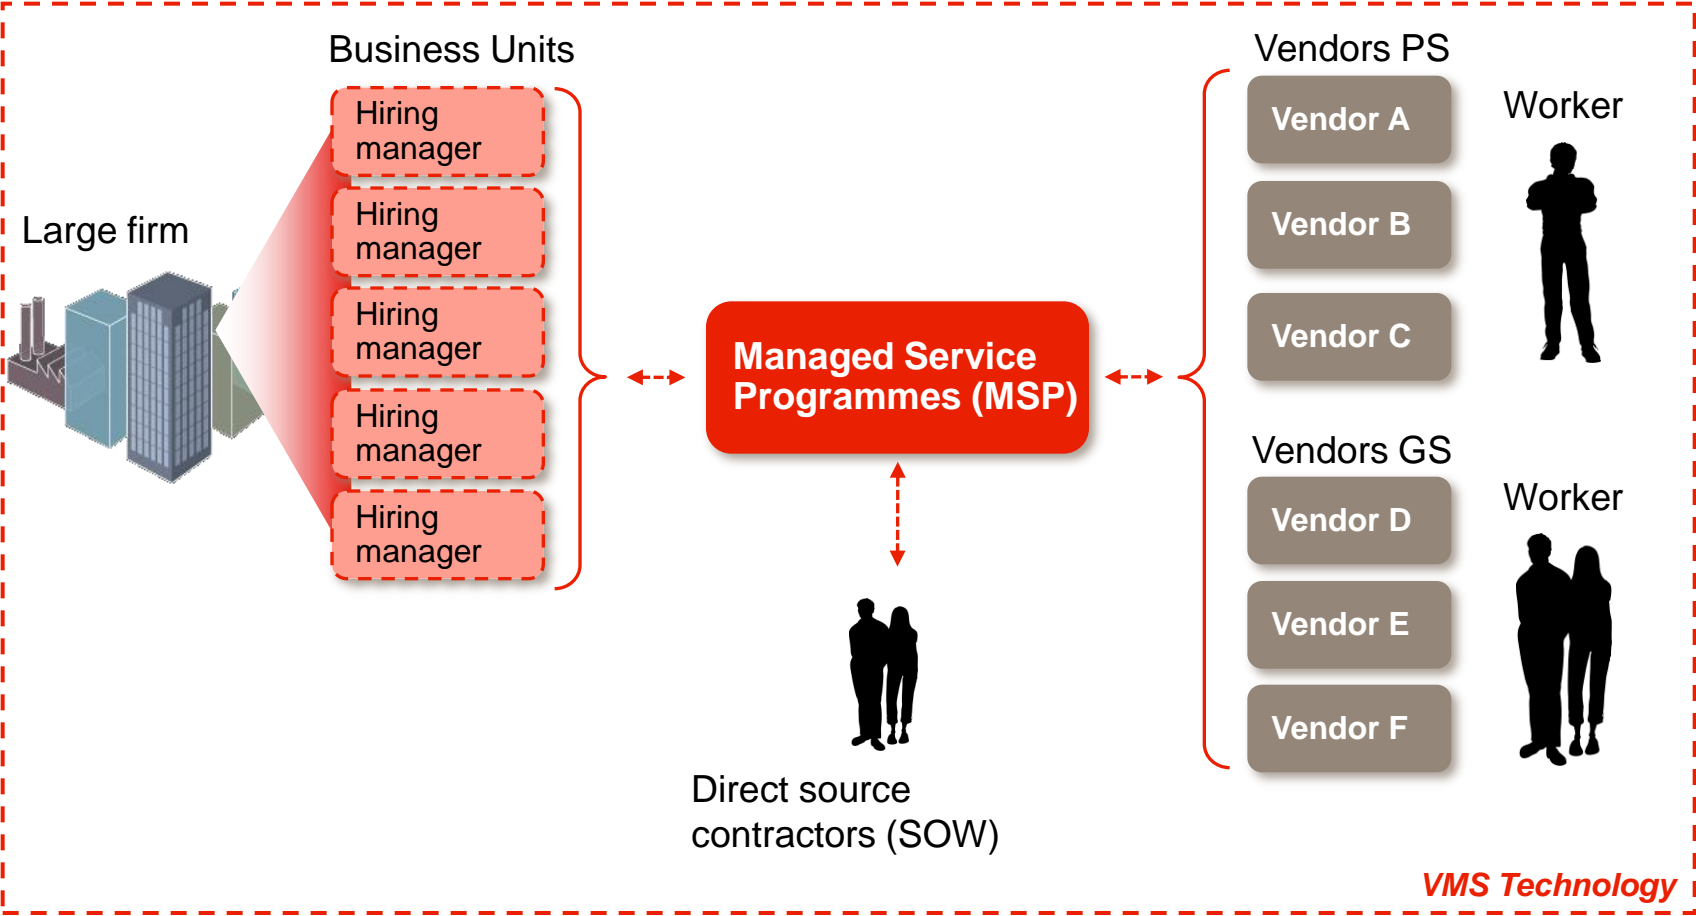 Large firm
Business Units
Hiring
manager
Hiring
manager
Hiring
manager
Hiring
manager
Hiring
manager
Managed Service
Programmes (MSP)
Direct source
contractors (SOW)
Vendors PS
Vendor A
Vendor B
Vendor C
Worker
Vendors GS
Vendor D
Vendor E
Vendor F
Worker
VMS Technology